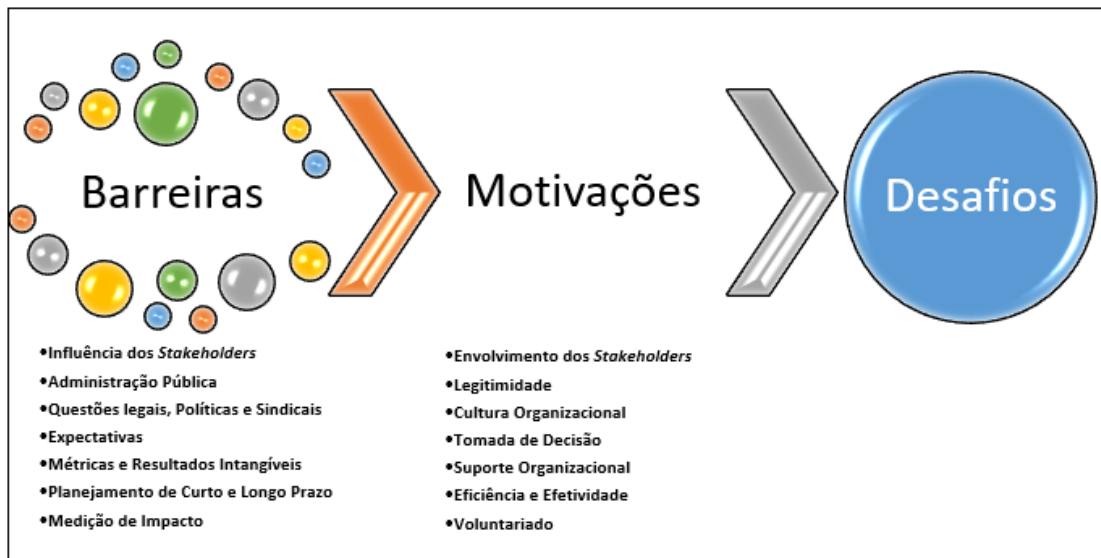 Barreiras
Motivações
Desafios
•Influência dos Stakeholders
•Administração Pública
•Questões legais, Políticas e Sindicais
•Expectativas
•Métricas e Resultados Intangíveis
•Planejamento de Curto e Longo Prazo
•Medição de Impacto
•Envolvimento dos Stakeholders
•Legitimidade
•Cultura Organizacional
•Tomada de Decisão
•Suporte Organizacional
•Eficiência e Efetividade
•Voluntariado